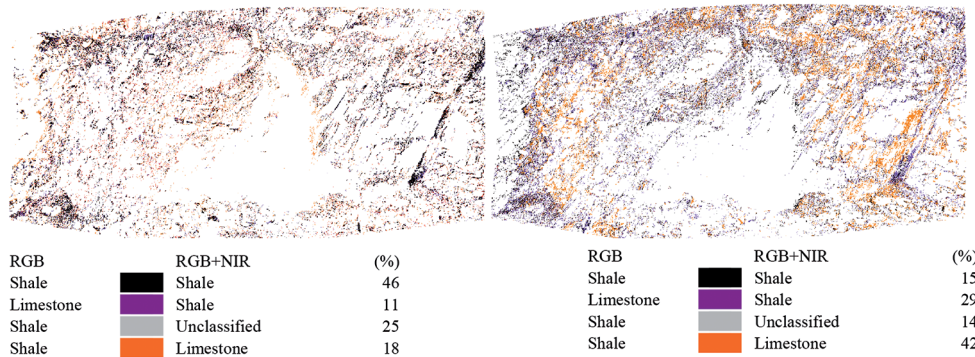 RGB RGB+NIR (%)
Shale Shale 46
Limestone Shale 11
Shale Unclassified 25
Shale Limestone 18
RGB RGB+NIR (%)
Shale Shale 15
Limestone Shale 29
Shale Unclassified 14
Shale Limestone 42